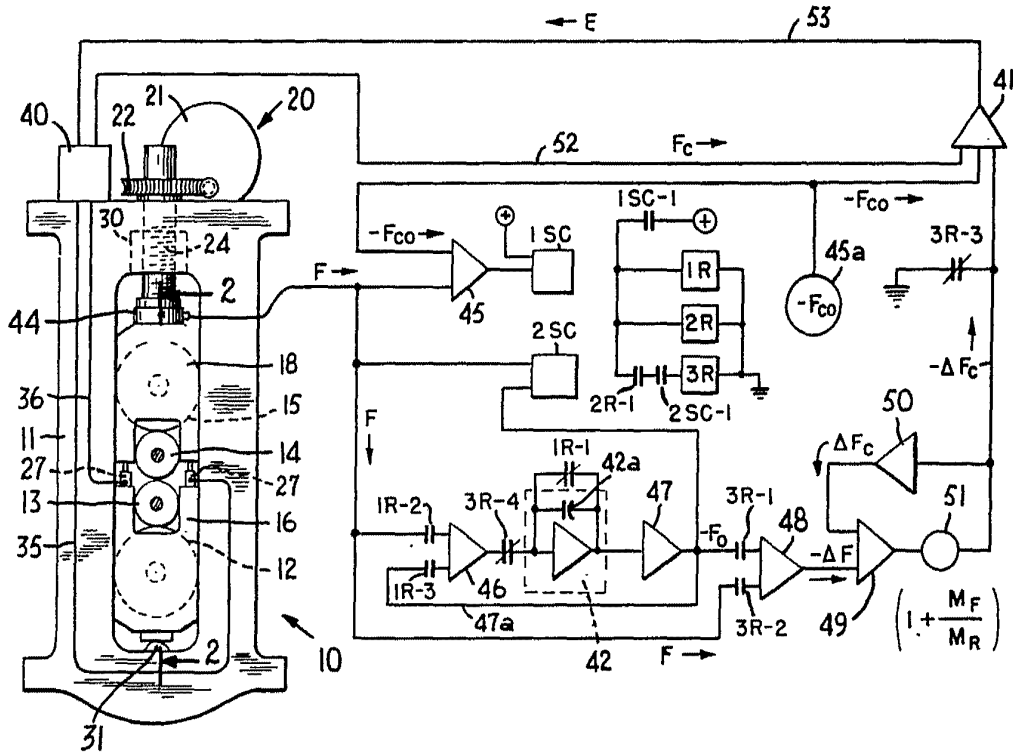 E
53
40
21
20
22
41
52
Fc
-Fco
30
24
-Fco
1SC
1SC-1
3R-3
45a
-Fco
F
2
44
45
1R
2R
3R
2SC
2R-1
2SC-1
-ΔFc
18
15
36
11
14
27
27
13
16
35
12
F
50
ΔFc
51
1R-1
42a
1R-2
3R-4
47
-Fo
3R-1
48
-ΔF
1R-3
46
47a
42
3R-2
49
F
(1.+ MF/MR)
10
2
31